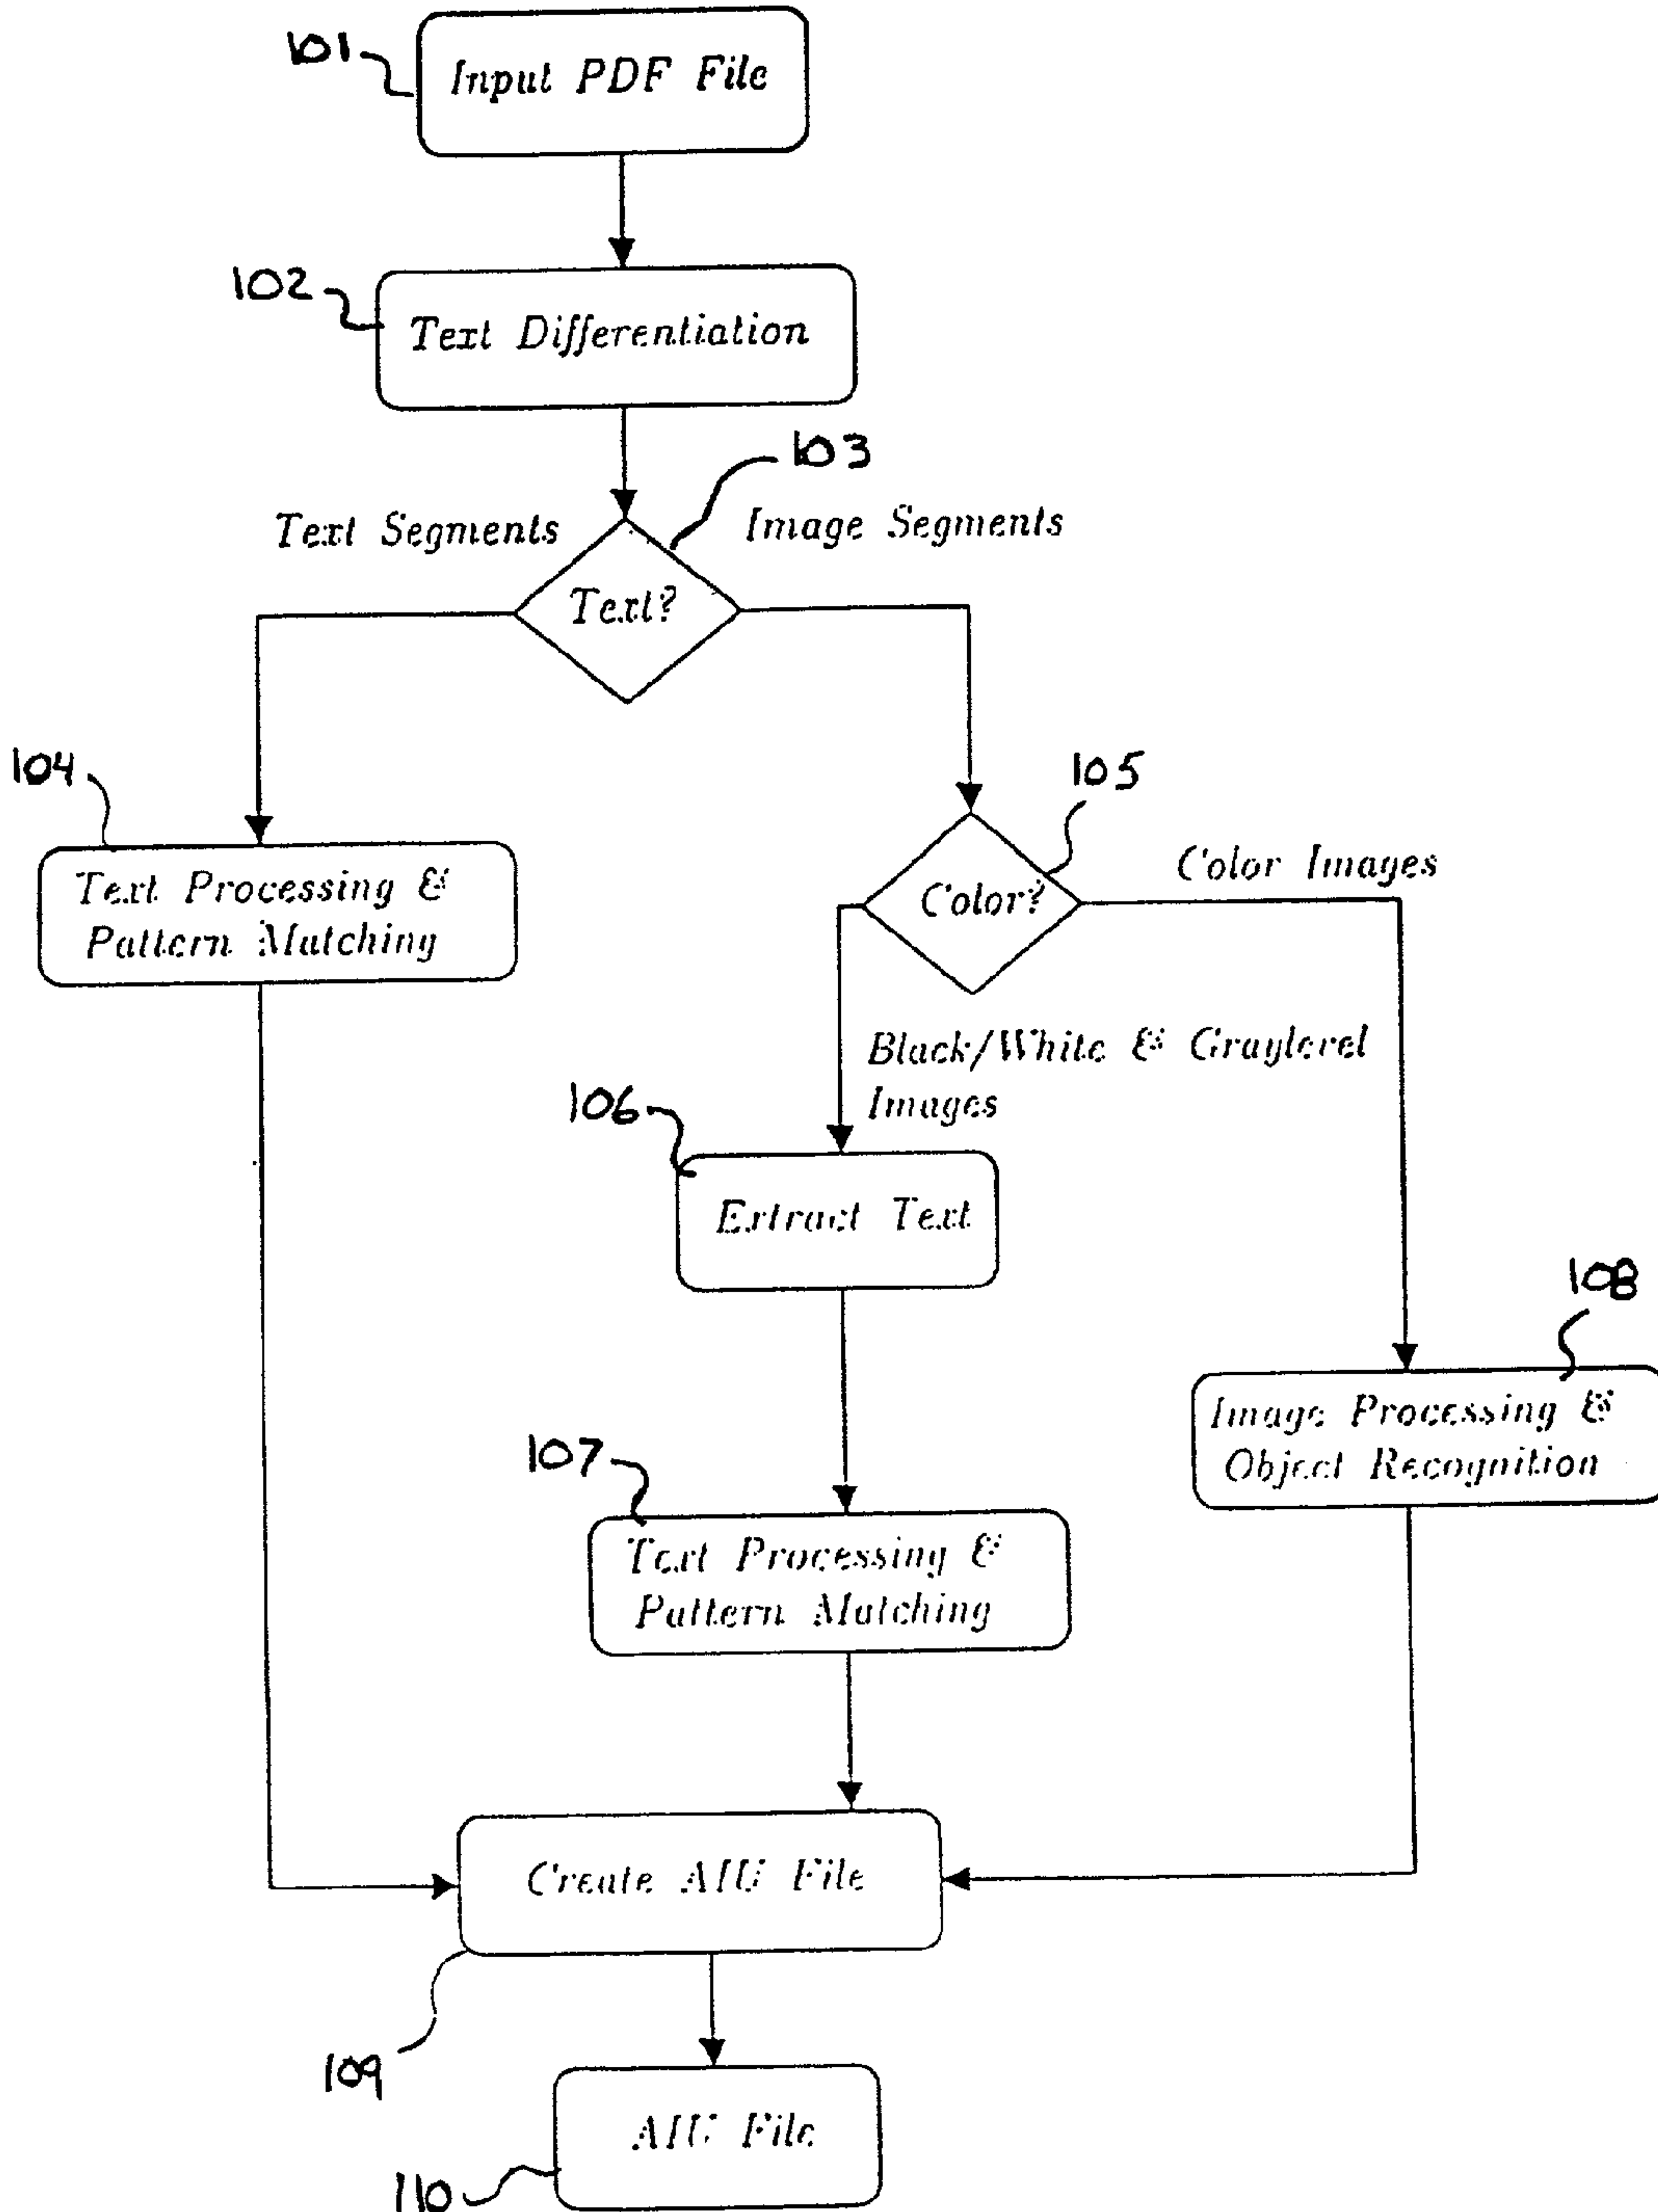 101
Input PDF File
102
Text Differentiation
103
Text Segments
Image Segments
Text?
104
Text Processing &
Pattern Matching
105
Color?
Color Images
Black/White & Graylevel
Images
106
Extract Text
107
Text Processing &
Pattern Matching
108
Image Processing &
Object Recognition
Create AIU File
109
AIU File
110